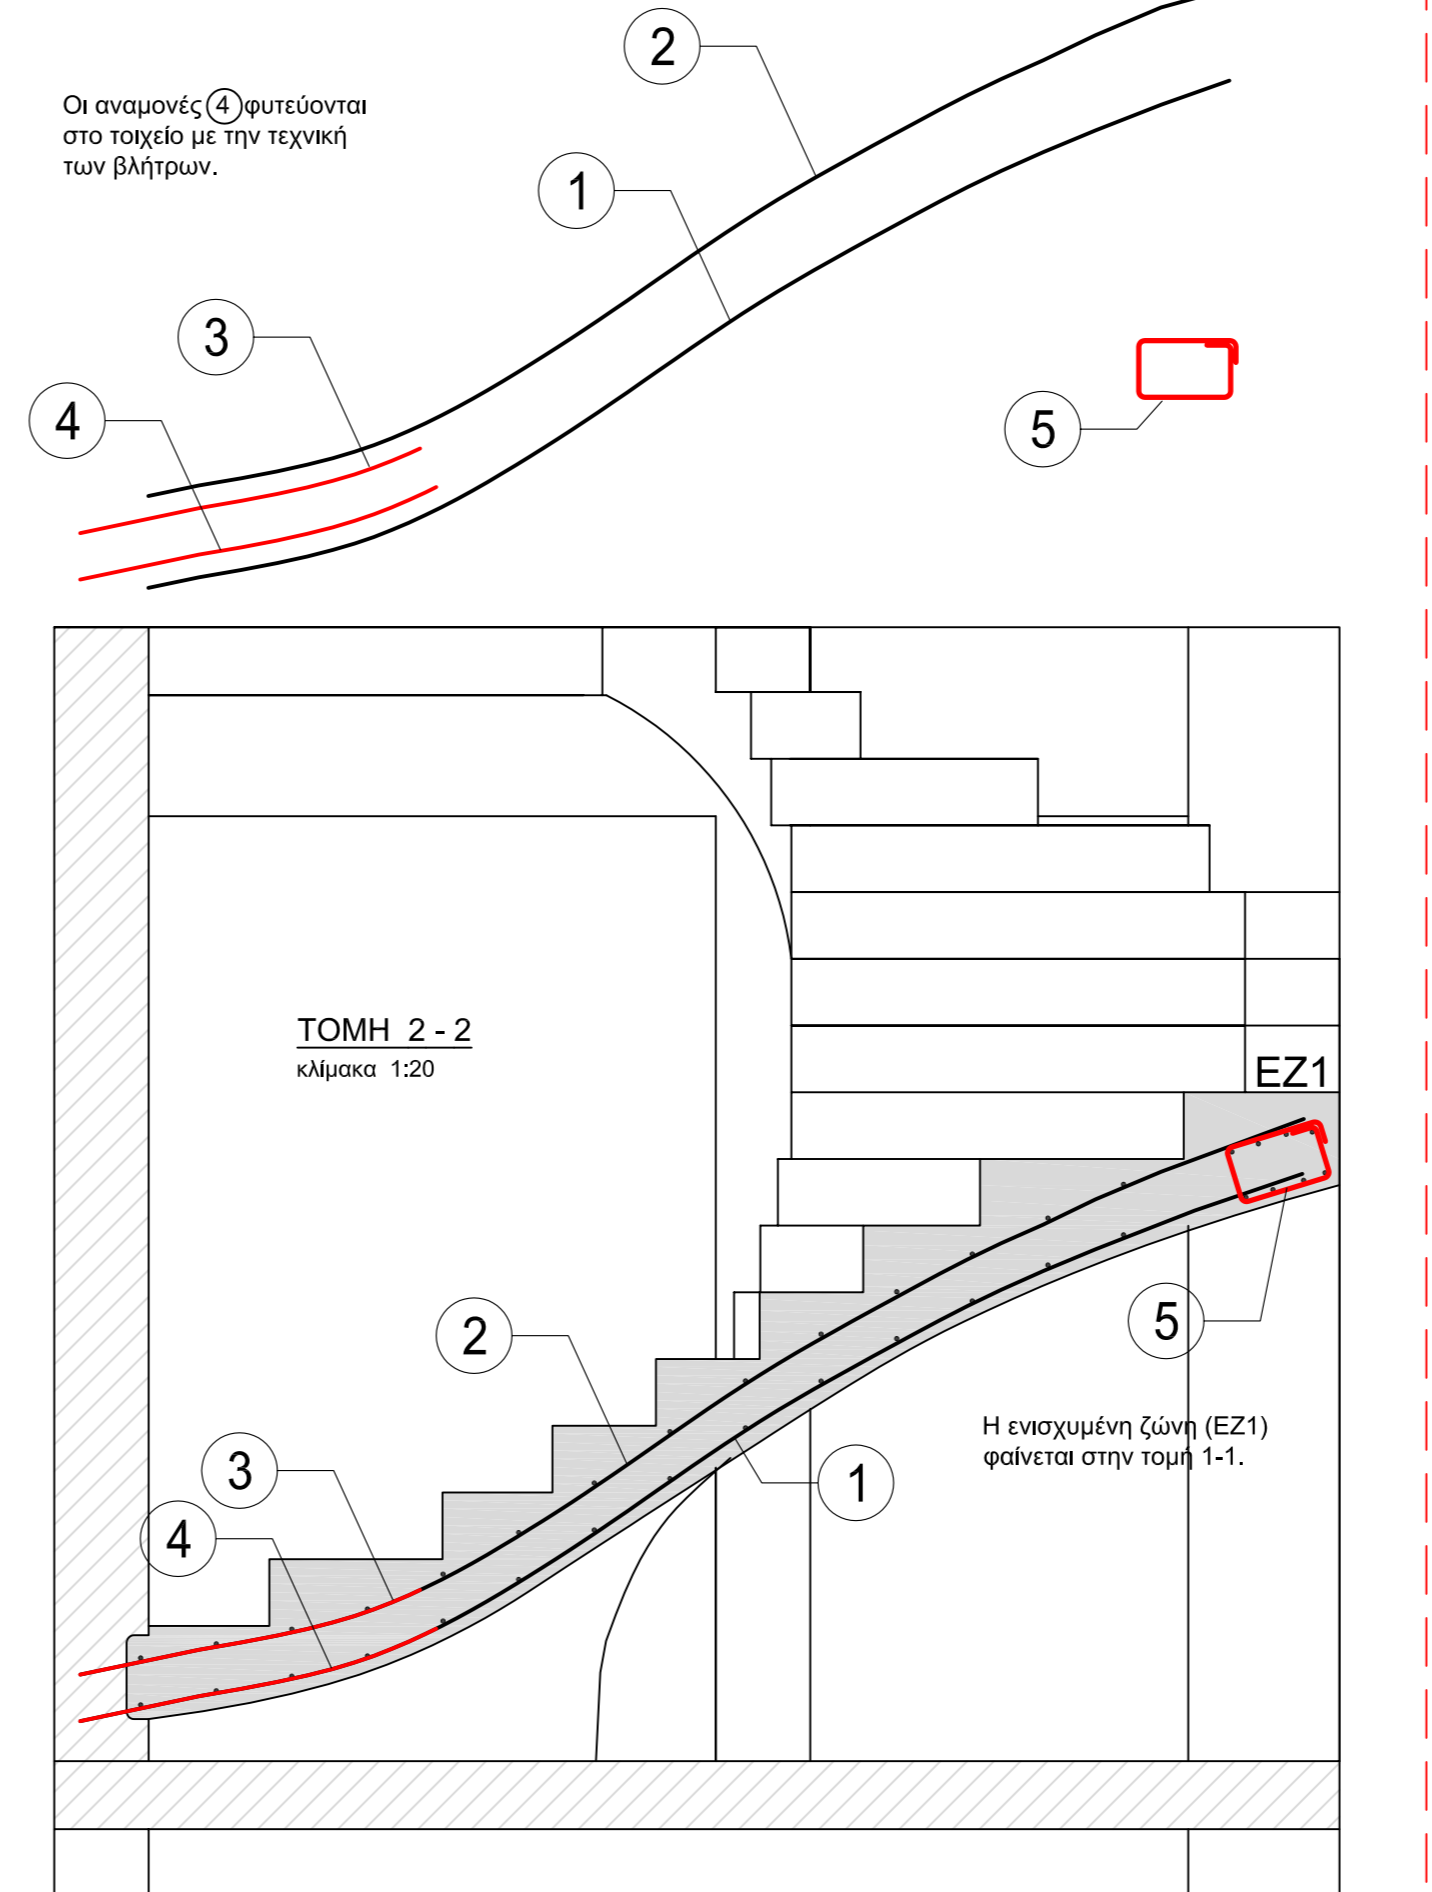 2
Οι αναμονές 4 φυτεύονται
στο τοιχείο με την τεχνική
των βλήτρων.
1
3
4
5
ΤΟΜΗ 2 - 2
κλίμακα 1:20
ΕΖ1
2
5
Η ενισχυμένη ζώνη (ΕΖ1)
φαίνεται στην τομή 1-1.
3
1
4